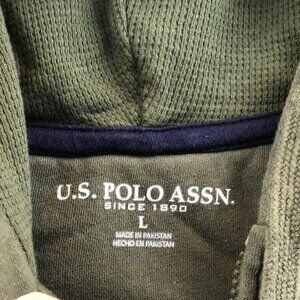 U.S. POLO ASSN.
SINCE 1890
L
MADE IN PAKISTAN
HECHO EN PAKISTAN